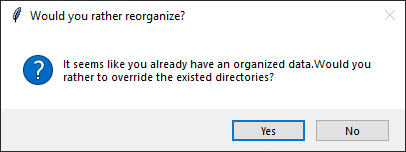 Would you rather reorganize?
It seems like you already have an organized data.Would you
rather to override the existed directories?
Yes
No